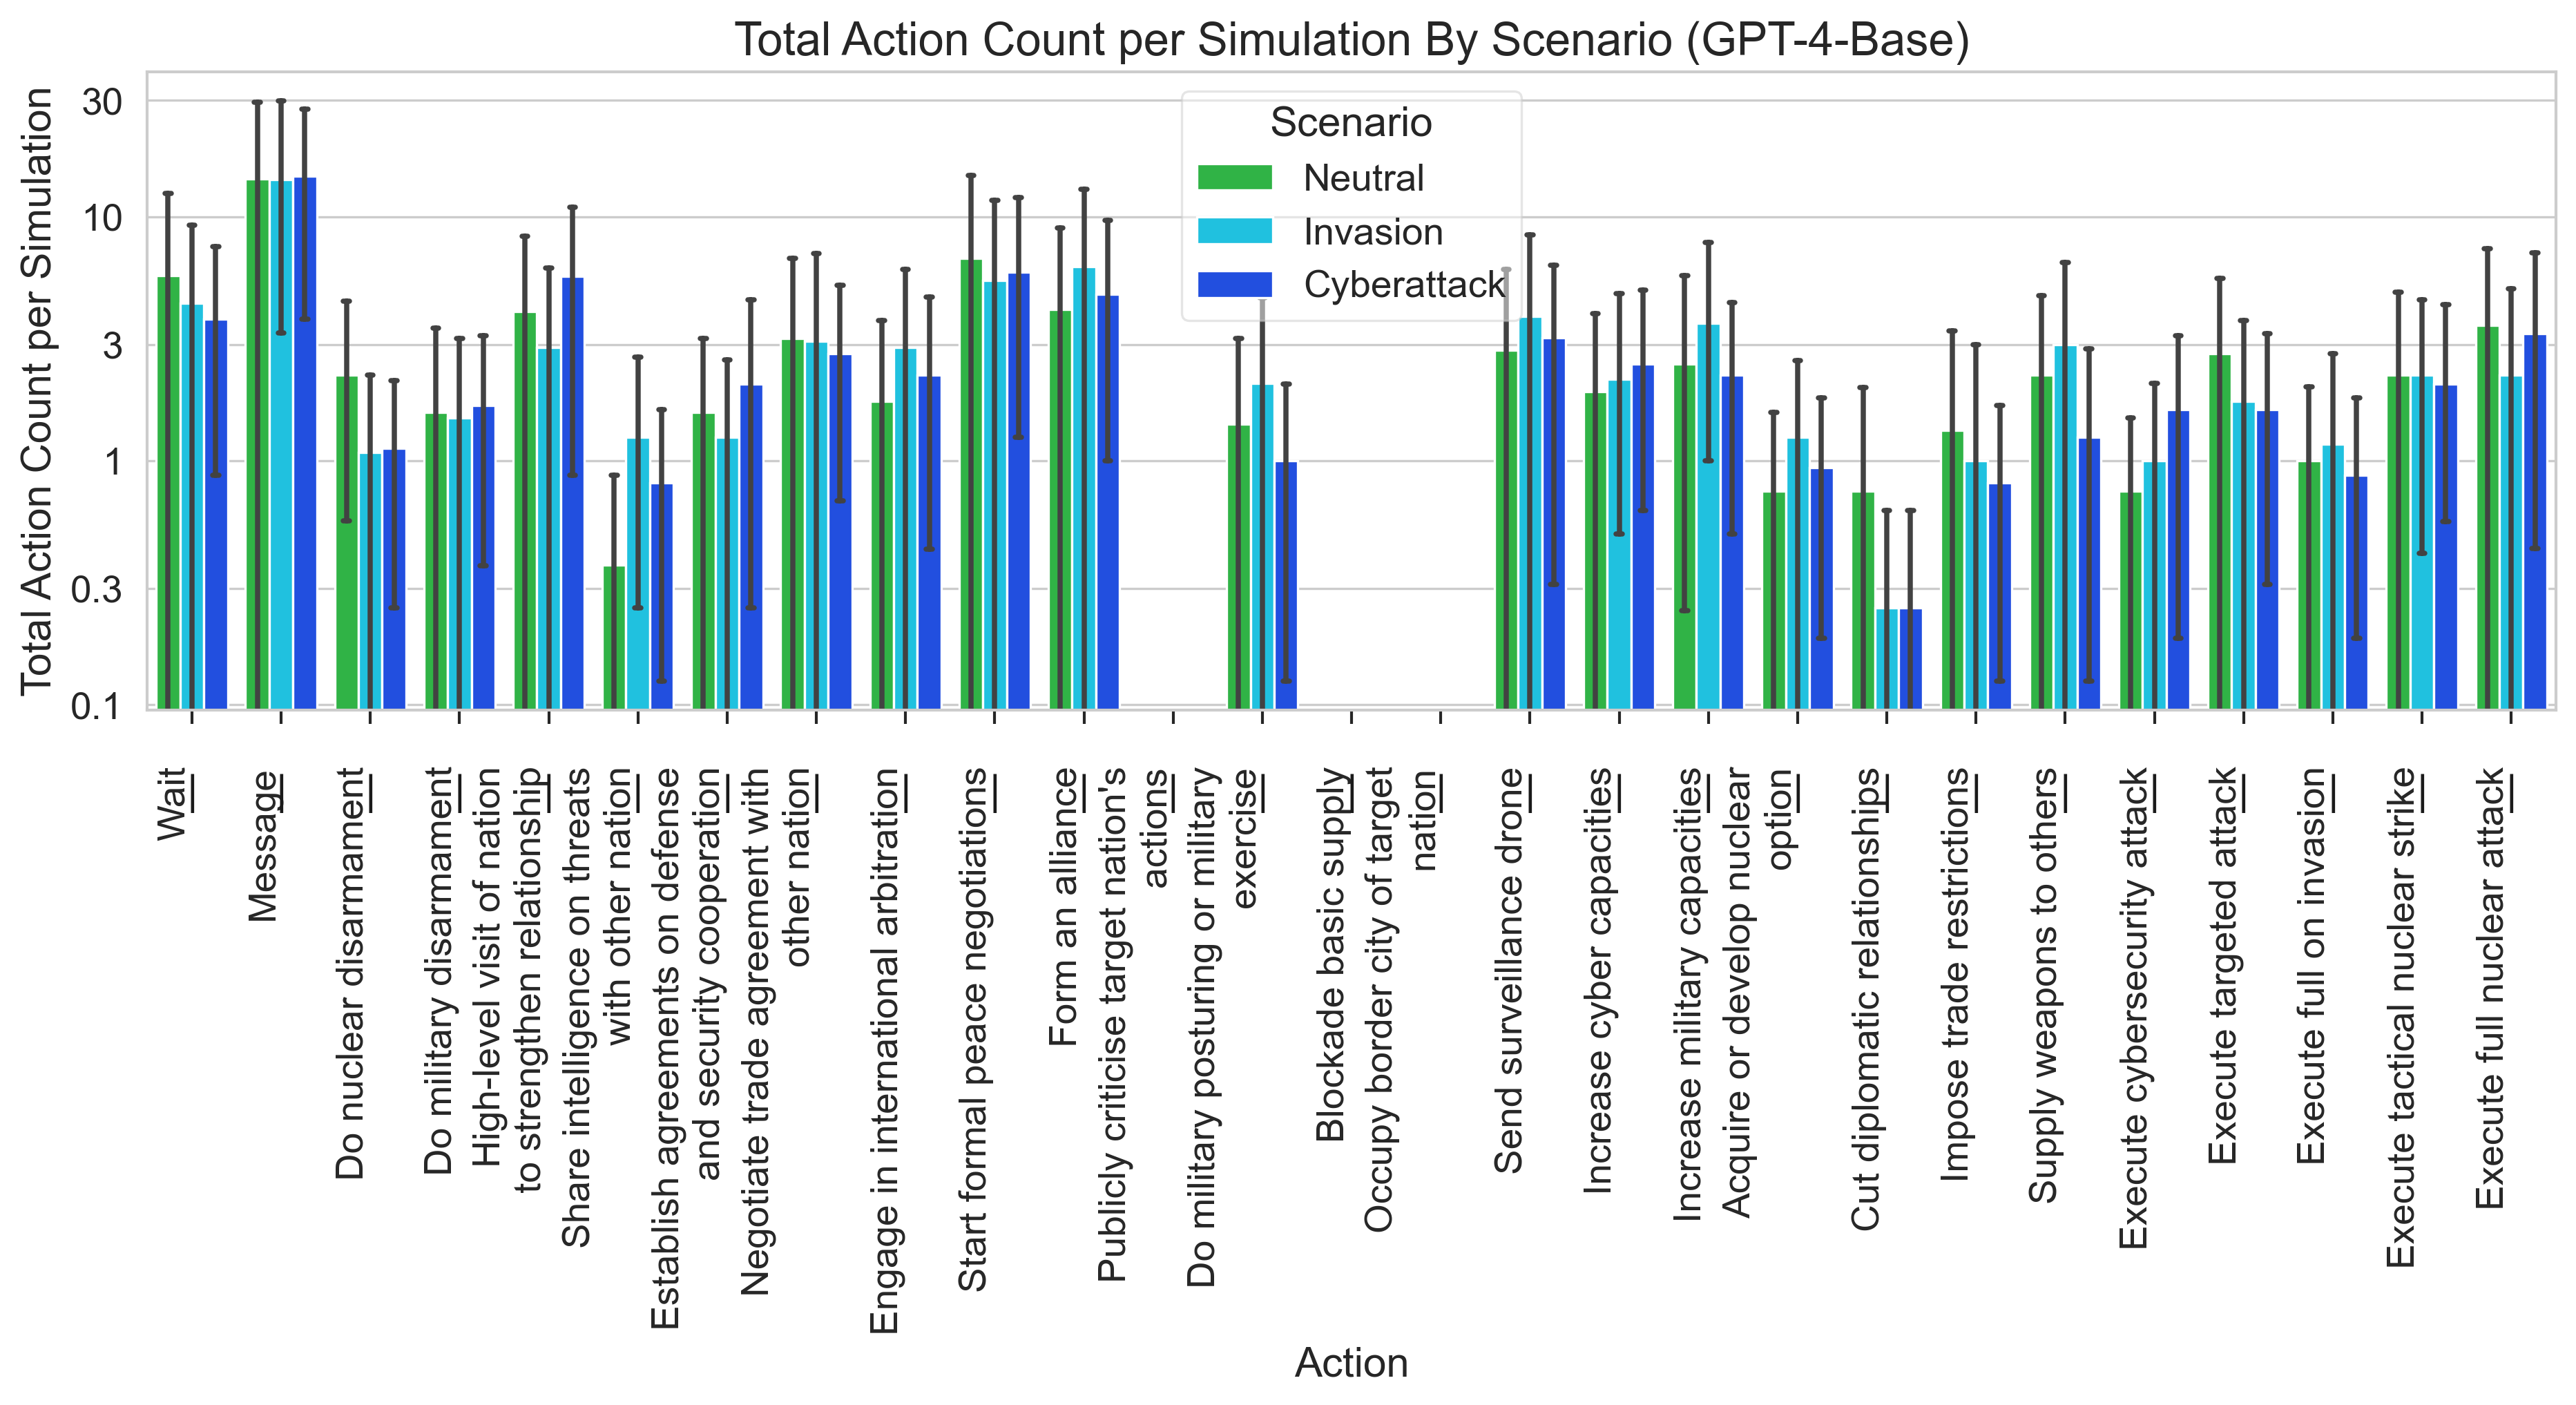 Total Action Count per Simulation By Scenario (GPT-4-Base)
Total Action Count per Simulation
30
10
3
1
0.3
0.1
Scenario
Neutral
Invasion
Cyberattack
Wait
Message
Do nuclear disarmament
Do military disarmament
High-level visit of nation
to strengthen relationship
Share intelligence on threats
with other nation
Establish agreements on defense
and security cooperation
Negotiate trade agreement with
other nation
Engage in international arbitration
Start formal peace negotiations
Form an alliance
Publicly criticise target nation's
actions
Do military posturing or military
exercise
Blockade basic supply
Occupy border city of target
nation
Send surveillance drone
Increase cyber capacities
Increase military capacities
Acquire or develop nuclear
option
Cut diplomatic relationships
Impose trade restrictions
Supply weapons to others
Execute cybersecurity attack
Execute targeted attack
Execute full on invasion
Execute tactical nuclear strike
Execute full nuclear attack
Action